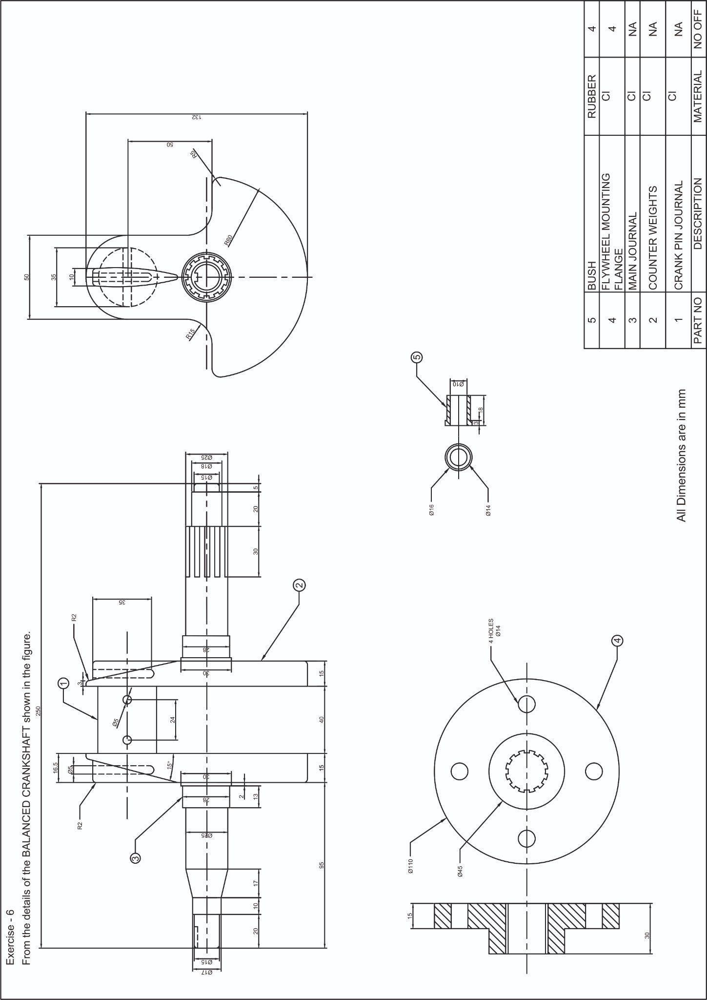 Exercise - 6
From the details of the BALANCED CRANKSHAFT shown in the figure.
250
16.5
Ø5
R2
R2
3
1
35
Ø5
24
15°
30
30
28
28
2
13
3
2
15
40
15
95
Ø25
17
10
20
Ø15
Ø17
30
20
5
Ø15
Ø18
Ø25
50
35
10
132
50
R5
R60
R15
15
30
Ø110
Ø45
4 HOLES
Ø14
4
Ø16
Ø14
3
18
Ø10
5
All Dimensions are in mm
5 BUSH RUBBER 4
4 FLYWHEEL MOUNTING CI 4
FLANGE
3 MAIN JOURNAL CI NA
2 COUNTER WEIGHTS CI NA
1 CRANK PIN JOURNAL CI NA
PART NO DESCRIPTION MATERIAL NO OFF